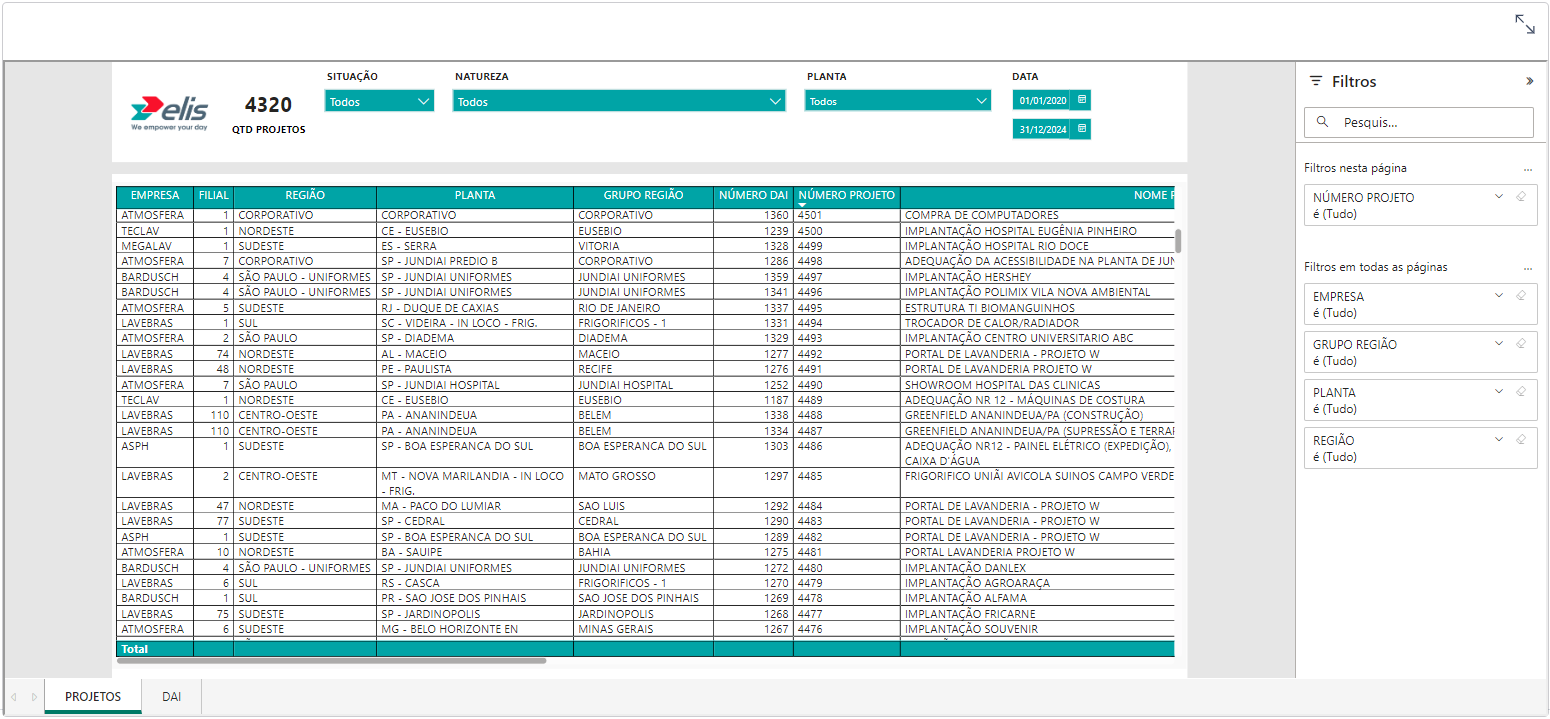 SITUAÇÃO NATUREZA PLANTA DATA
elis
We empower your day
4320
QTD PROJETOS
Todos Todos Todos 01/01/2020
31/12/2024
EMPRESA FILIAL REGIÃO PLANTA GRUPO REGIÃO NÚMERO DAI NÚMERO PROJETO NOME
ATMOSFERA 1 CORPORATIVO CORPORATIVO CORPORATIVO 1360 4501 COMPRA DE COMPUTADORES
TECLAV 1 NORDESTE CE - EUSEBIO EUSEBIO 1239 4500 IMPLANTAÇÃO HOSPITAL EUGÊNIA PINHEIRO
MEGALAV 1 SUDESTE ES - SERRA VITORIA 1328 4499 IMPLANTAÇÃO HOSPITAL RIO DOCE
ATMOSFERA 7 CORPORATIVO SP - JUNDIAI PREDIO B CORPORATIVO 1286 4498 ADEQUAÇÃO DA ACESSIBILIDADE NA PLANTA DE JUN
BARDUSCH 4 SÃO PAULO - UNIFORMES SP - JUNDIAI UNIFORMES JUNDIAI UNIFORMES 1359 4497 IMPLANTAÇÃO HERSHEY
BARDUSCH 4 SÃO PAULO - UNIFORMES SP - JUNDIAI UNIFORMES JUNDIAI UNIFORMES 1341 4496 IMPLANTAÇÃO POLIMIX VILA NOVA AMBIENTAL
ATMOSFERA 5 SUDESTE RJ - DUQUE DE CAXIAS RIO DE JANEIRO 1337 4495 ESTRUTURA TI BIOMANGUINHOS
LAVEBRAS 1 SUL SC - VIDEIRA - IN LOCO - FRIG. FRIGORIFICOS - 1 1331 4494 TROCADOR DE CALOR/RADIADOR
ATMOSFERA 2 SÃO PAULO SP - DIADEMA DIADEMA 1329 4493 IMPLANTAÇÃO CENTRO UNIVERSITARIO ABC
LAVEBRAS 74 NORDESTE AL - MACEIO MACEIO 1277 4492 PORTAL DE LAVANDERIA - PROJETO W
LAVEBRAS 48 NORDESTE PE - PAULISTA RECIFE 1276 4491 PORTAL DE LAVANDERIA PROJETO W
ATMOSFERA 7 SÃO PAULO SP - JUNDIAI HOSPITAL JUNDIAI HOSPITAL 1252 4490 SHOWROOM HOSPITAL DAS CLINICAS
TECLAV 1 NORDESTE CE - EUSEBIO EUSEBIO 1187 4489 ADEQUAÇÃO NR 12 - MÁQUINAS DE COSTURA
LAVEBRAS 110 CENTRO-OESTE PA - ANANINDEUA BELEM 1338 4488 GREENFIELD ANANINDEUA/PA (CONSTRUÇÃO)
LAVEBRAS 110 CENTRO-OESTE PA - ANANINDEUA BELEM 1334 4487 GREENFIELD ANANINDEUA/PA (SUPRESSÃO E TERRAP
ASPH 1 SUDESTE SP - BOA ESPERANCA DO SUL BOA ESPERANCA DO SUL 1303 4486 ADEQUAÇÃO NR12 - PAINEL ELÉTRICO (EXPEDIÇÃO),
CAIXA D'ÁGUA
LAVEBRAS 2 CENTRO-OESTE MT - NOVA MARILANDIA - IN LOCO MATO GROSSO 1297 4485 FRIGORIFICO UNIÃI AVICOLA SUINOS CAMPO VERDE
- FRIG.
LAVEBRAS 47 NORDESTE MA - PACO DO LUMIAR SAO LUIS 1292 4484 PORTAL DE LAVANDERIA - PROJETO W
LAVEBRAS 77 SUDESTE SP - CEDRAL CEDRAL 1290 4483 PORTAL DE LAVANDERIA - PROJETO W
ASPH 1 SUDESTE SP - BOA ESPERANCA DO SUL BOA ESPERANCA DO SUL 1289 4482 PORTAL DE LAVANDERIA - PROJETO W
ATMOSFERA 10 NORDESTE BA - SAUIPE BAHIA 1275 4481 PORTAL LAVANDERIA PROJETO W
BARDUSCH 4 SÃO PAULO - UNIFORMES SP - JUNDIAI UNIFORMES JUNDIAI UNIFORMES 1272 4480 IMPLANTAÇÃO DANLEX
LAVEBRAS 6 SUL RS - CASCA FRIGORIFICOS - 1 1270 4479 IMPLANTAÇÃO AGROARAÇA
BARDUSCH 1 SUL PR - SAO JOSE DOS PINHAIS SAO JOSE DOS PINHAIS 1269 4478 IMPLANTAÇÃO ALFAMA
LAVEBRAS 75 SUDESTE SP - JARDINOPOLIS JARDINOPOLIS 1268 4477 IMPLANTAÇÃO FRICARNE
ATMOSFERA 6 SUDESTE MG - BELO HORIZONTE EN MINAS GERAIS 1267 4476 IMPLANTAÇÃO SOUVENIR
Total
PROJETOS DAI
Filtros
Pesquis...
Filtros nesta página ...
NÚMERO PROJETO
é (Tudo)
Filtros em todas as páginas ...
EMPRESA
é (Tudo)
GRUPO REGIÃO
é (Tudo)
PLANTA
é (Tudo)
REGIÃO
é (Tudo)